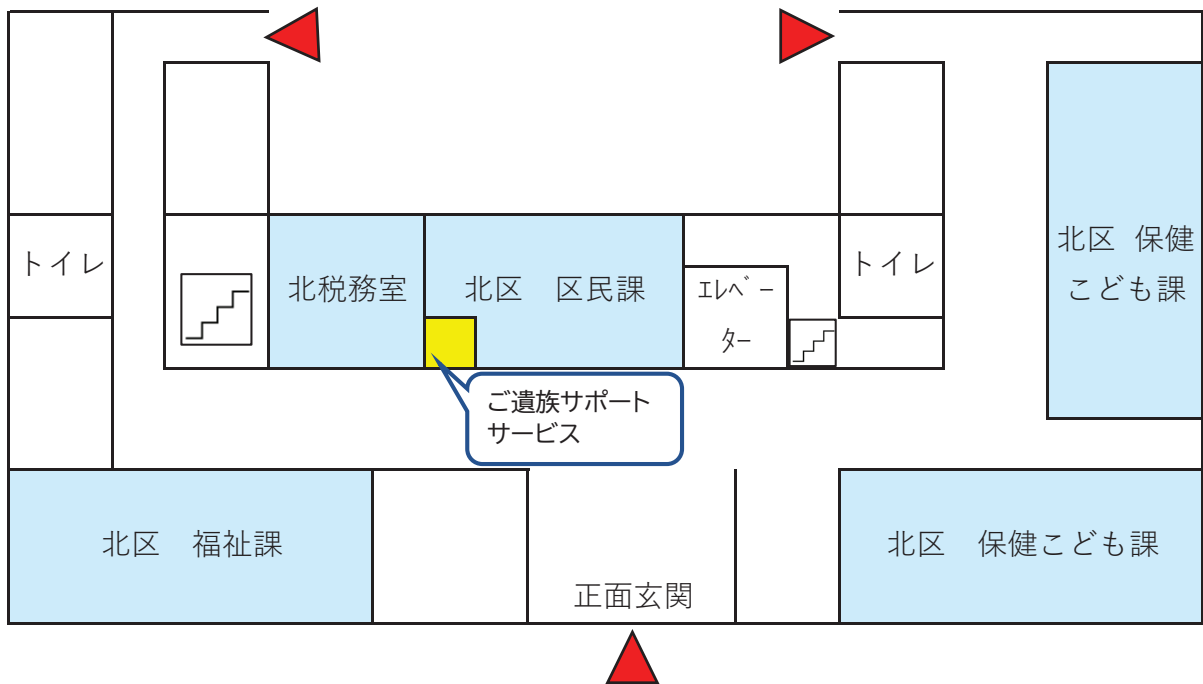 トイレ
北税務室
北区　区民課
ｴﾚﾍﾞｰ
ﾀｰ
トイレ
北区 保健
こども課
ご遺族サポート
サービス
北区　福祉課
北区　保健こども課
正面玄関